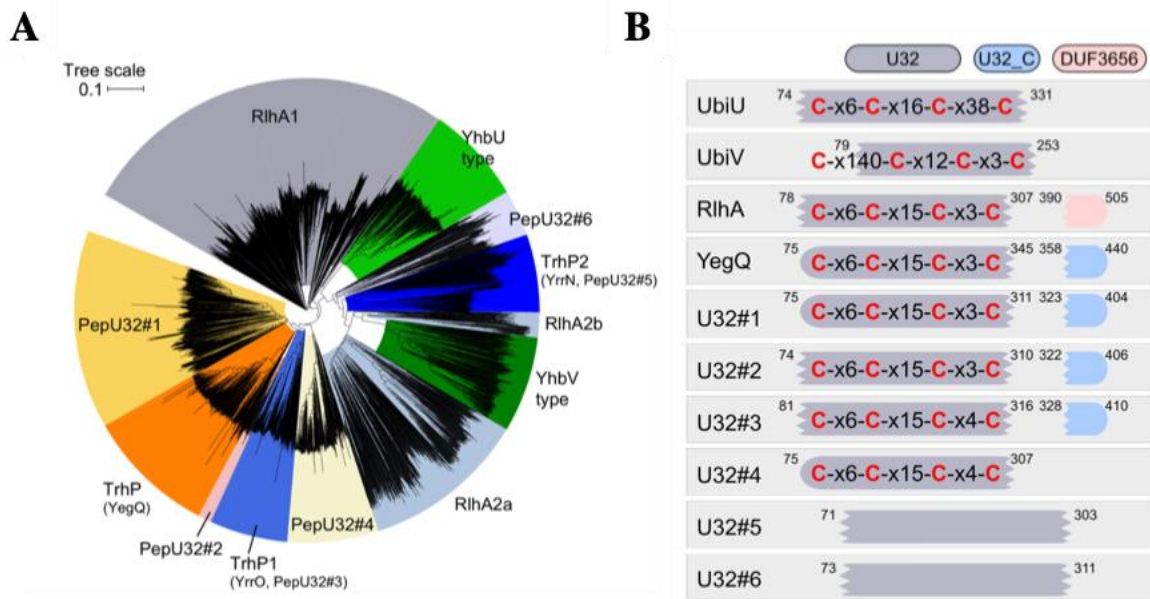 A
Tree scale
0.1
RlhA1
YhbU
type
PepU32#6
TrhP2
(YrrN, PepU32#5)
RlhA2b
YhbV
type
RlhA2a
PepU32#4
TrhP1
(YrrO, PepU32#3)
PepU32#2
TrhP
(YegQ)
PepU32#1
B
U32 U32_C DUF3656
UbiU 74 C-x6-C-x16-C-x38-C 331
UbiV 79 C-x140-C-x12-C-x3-C 253
RlhA 78 C-x6-C-x15-C-x3-C 307 390 505
YegQ 75 C-x6-C-x15-C-x3-C 345 358 440
U32#1 75 C-x6-C-x15-C-x3-C 311 323 404
U32#2 74 C-x6-C-x15-C-x3-C 310 322 406
U32#3 81 C-x6-C-x15-C-x4-C 316 328 410
U32#4 75 C-x6-C-x15-C-x4-C 307
U32#5 71 303
U32#6 73 311